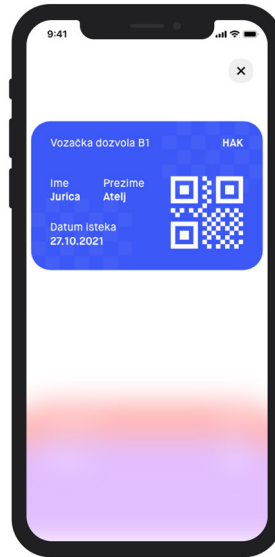 9:41
Vozačka dozvola B1 HAK
Ime Prezime
Jurica Atelj
Datum isteka
27.10.2021